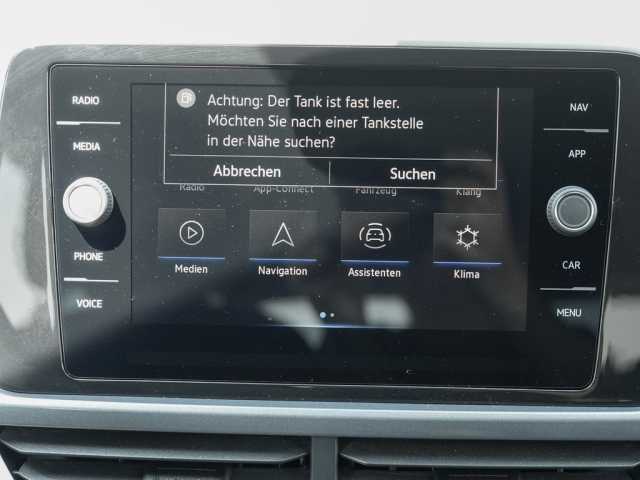 RADIO
MEDIA
PHONE
VOICE
Achtung: Der Tank ist fast leer.
Möchten Sie nach einer Tankstelle
in der Nähe suchen?
Abbrechen Suchen
Radio App-Connect Fahrzeug Klang
Medien Navigation Assistenten Klima
NAV
APP
CAR
MENU